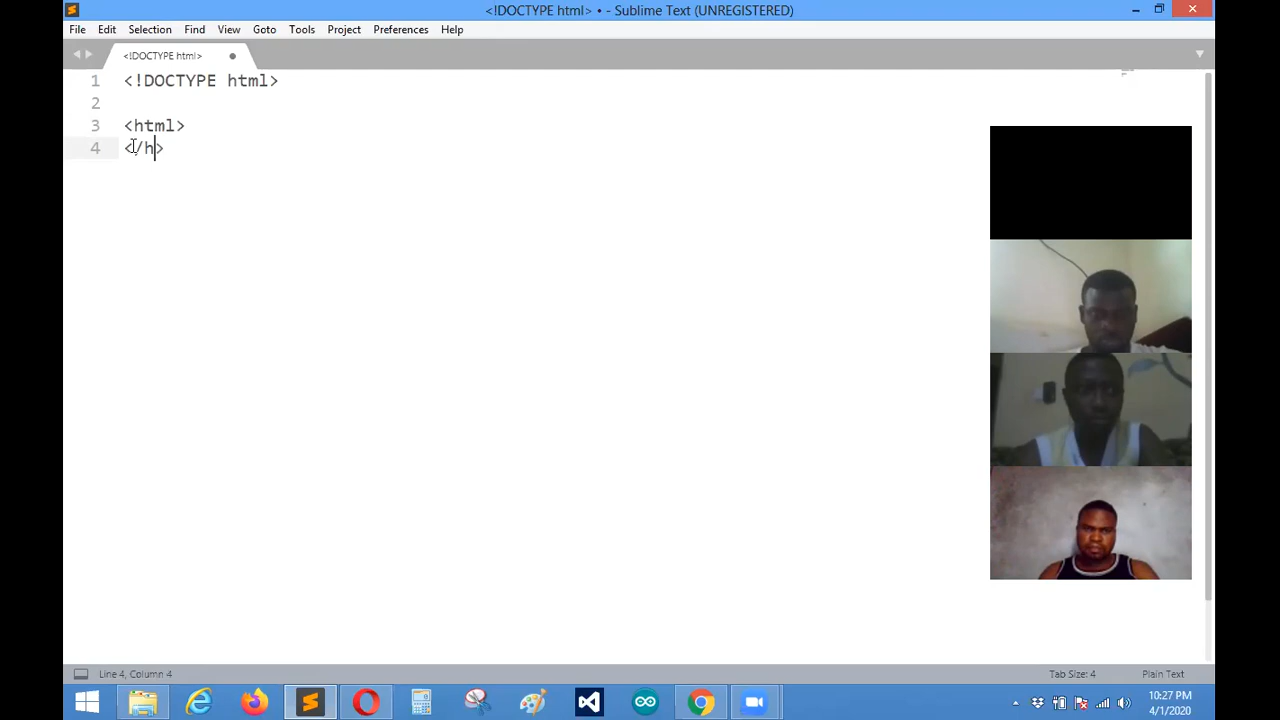 <!DOCTYPE html> • - Sublime Text (UNREGISTERED)
File Edit Selection Find View Goto Tools Project Preferences Help
<!DOCTYPE html>
1 <!DOCTYPE html>
2
3 <html>
4 </h>
Line 4, Column 4
Tab Size: 4
Plain Text
10:27 PM
4/1/2020